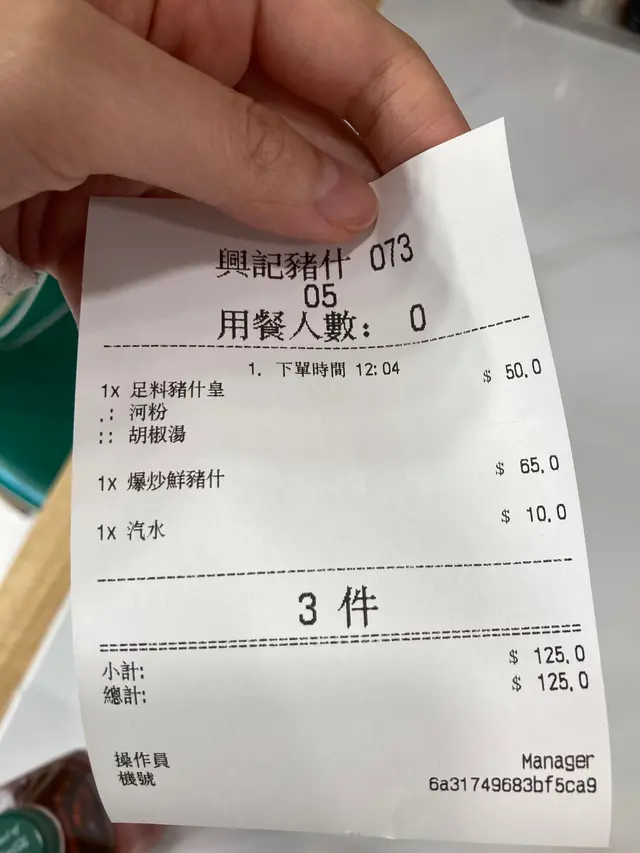 興記豬什 073
05
用餐人數： 0
1. 下單時間 12:04
1x 足料豬什皇 $ 50.0
.: 河粉
:: 胡椒湯
1x 爆炒鮮豬什 $ 65.0
1x 汽水 $ 10.0
3 件
小計: $ 125.0
總計: $ 125.0
操作員 Manager
機號 6a31749683bf5ca9